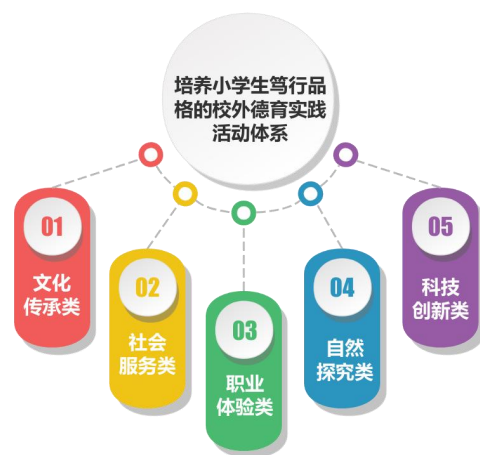 培养小学生笃行品
格的校外德育实践
活动体系
01
文化
传承类
02
社会
服务类
03
职业
体验类
04
自然
探究类
05
科技
创新类